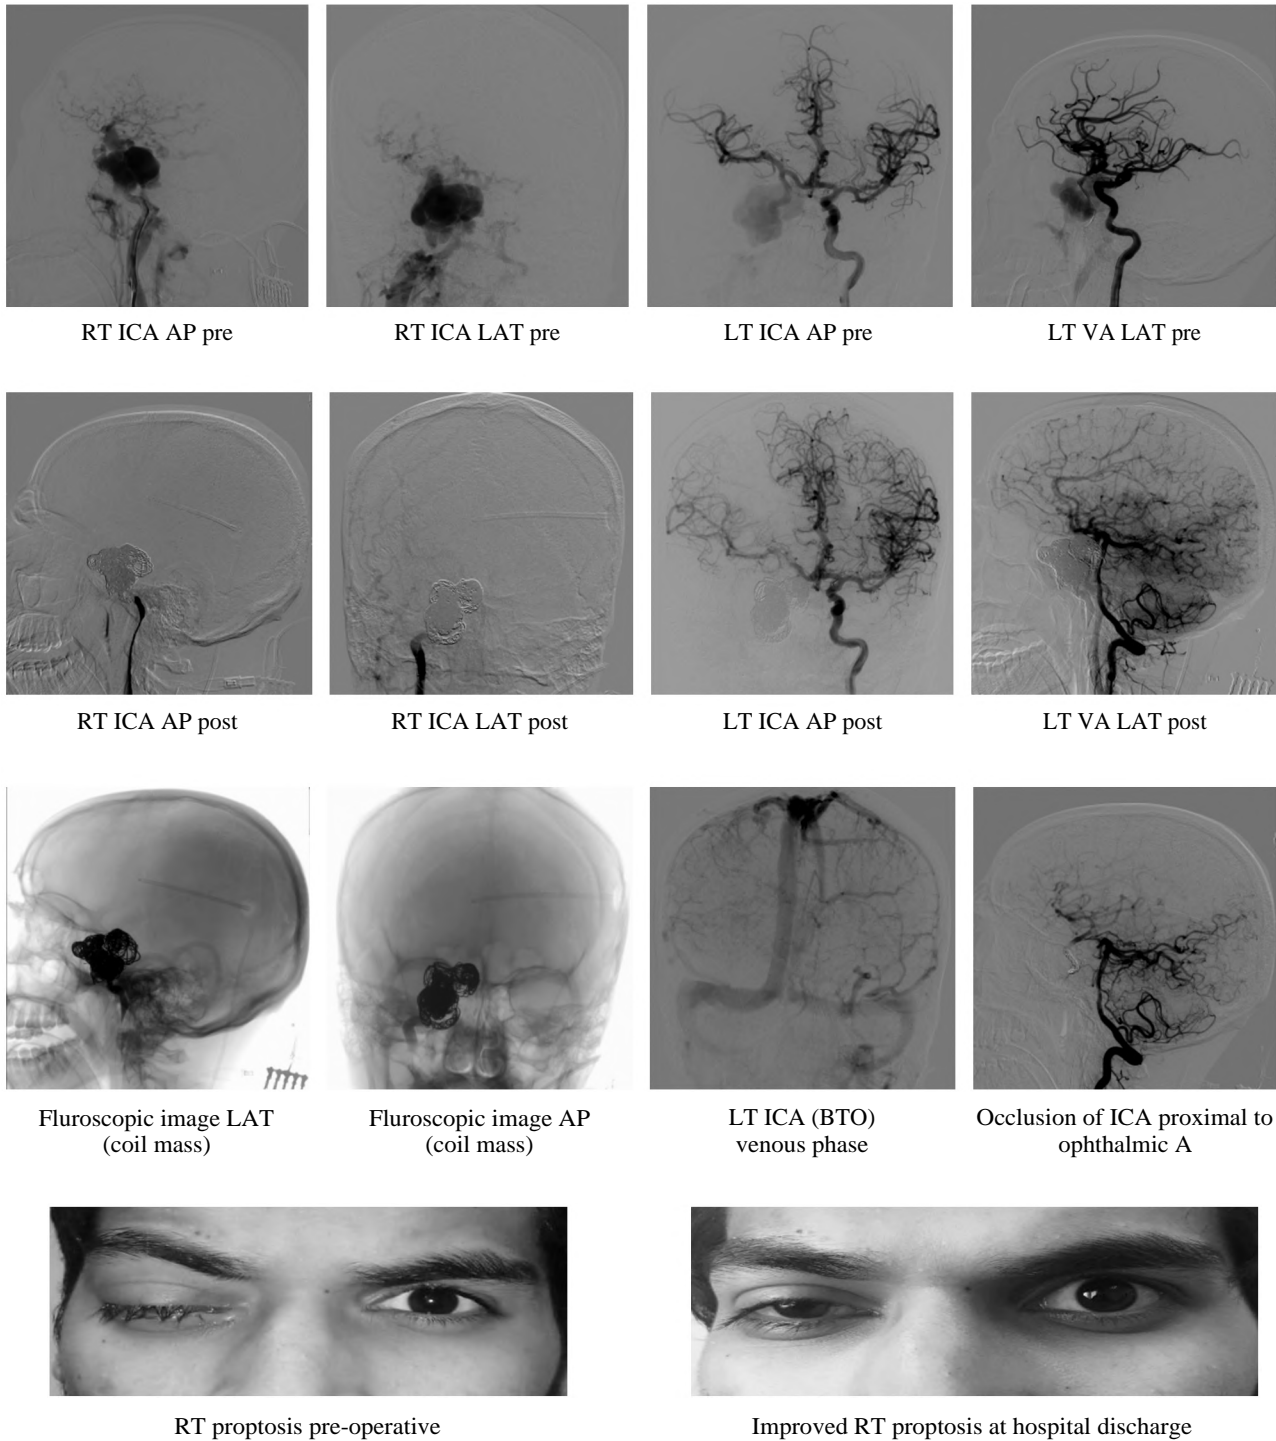 RT ICA AP pre
RT ICA LAT pre
LT ICA AP pre
LT VA LAT pre
RT ICA AP post
RT ICA LAT post
LT ICA AP post
LT VA LAT post
Fluroscopic image LAT
(coil mass)
Fluroscopic image AP
(coil mass)
LT ICA (BTO)
venous phase
Occlusion of ICA proximal to
ophthalmic A
RT proptosis pre-operative
Improved RT proptosis at hospital discharge